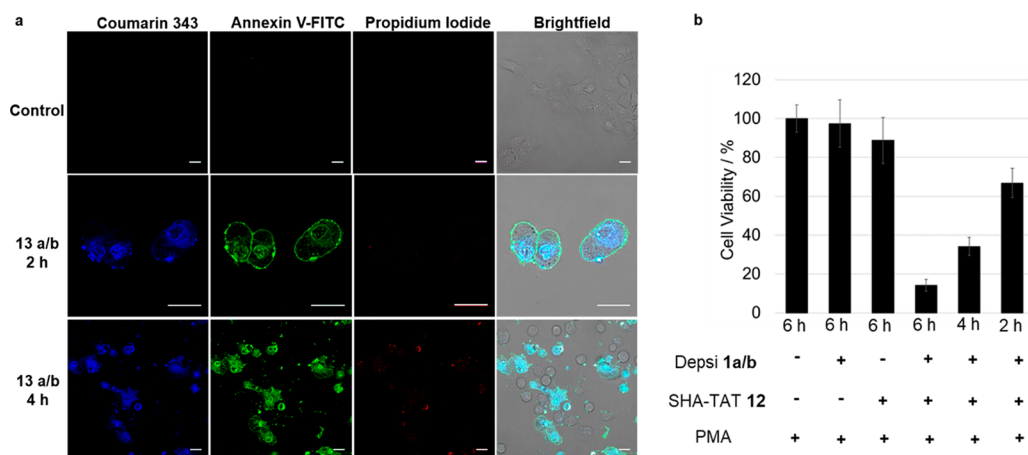 a
Coumarin 343 Annexin V-FITC Propidium Iodide Brightfield
Control
13 a/b
2 h
13 a/b
4 h
b
Cell Viability / %
120
100
80
60
40
20
0
6 h 6 h 6 h 6 h 4 h 2 h
Depsi 1a/b - + - + + +
SHA-TAT 12 - - + + + +
PMA + + + + + +